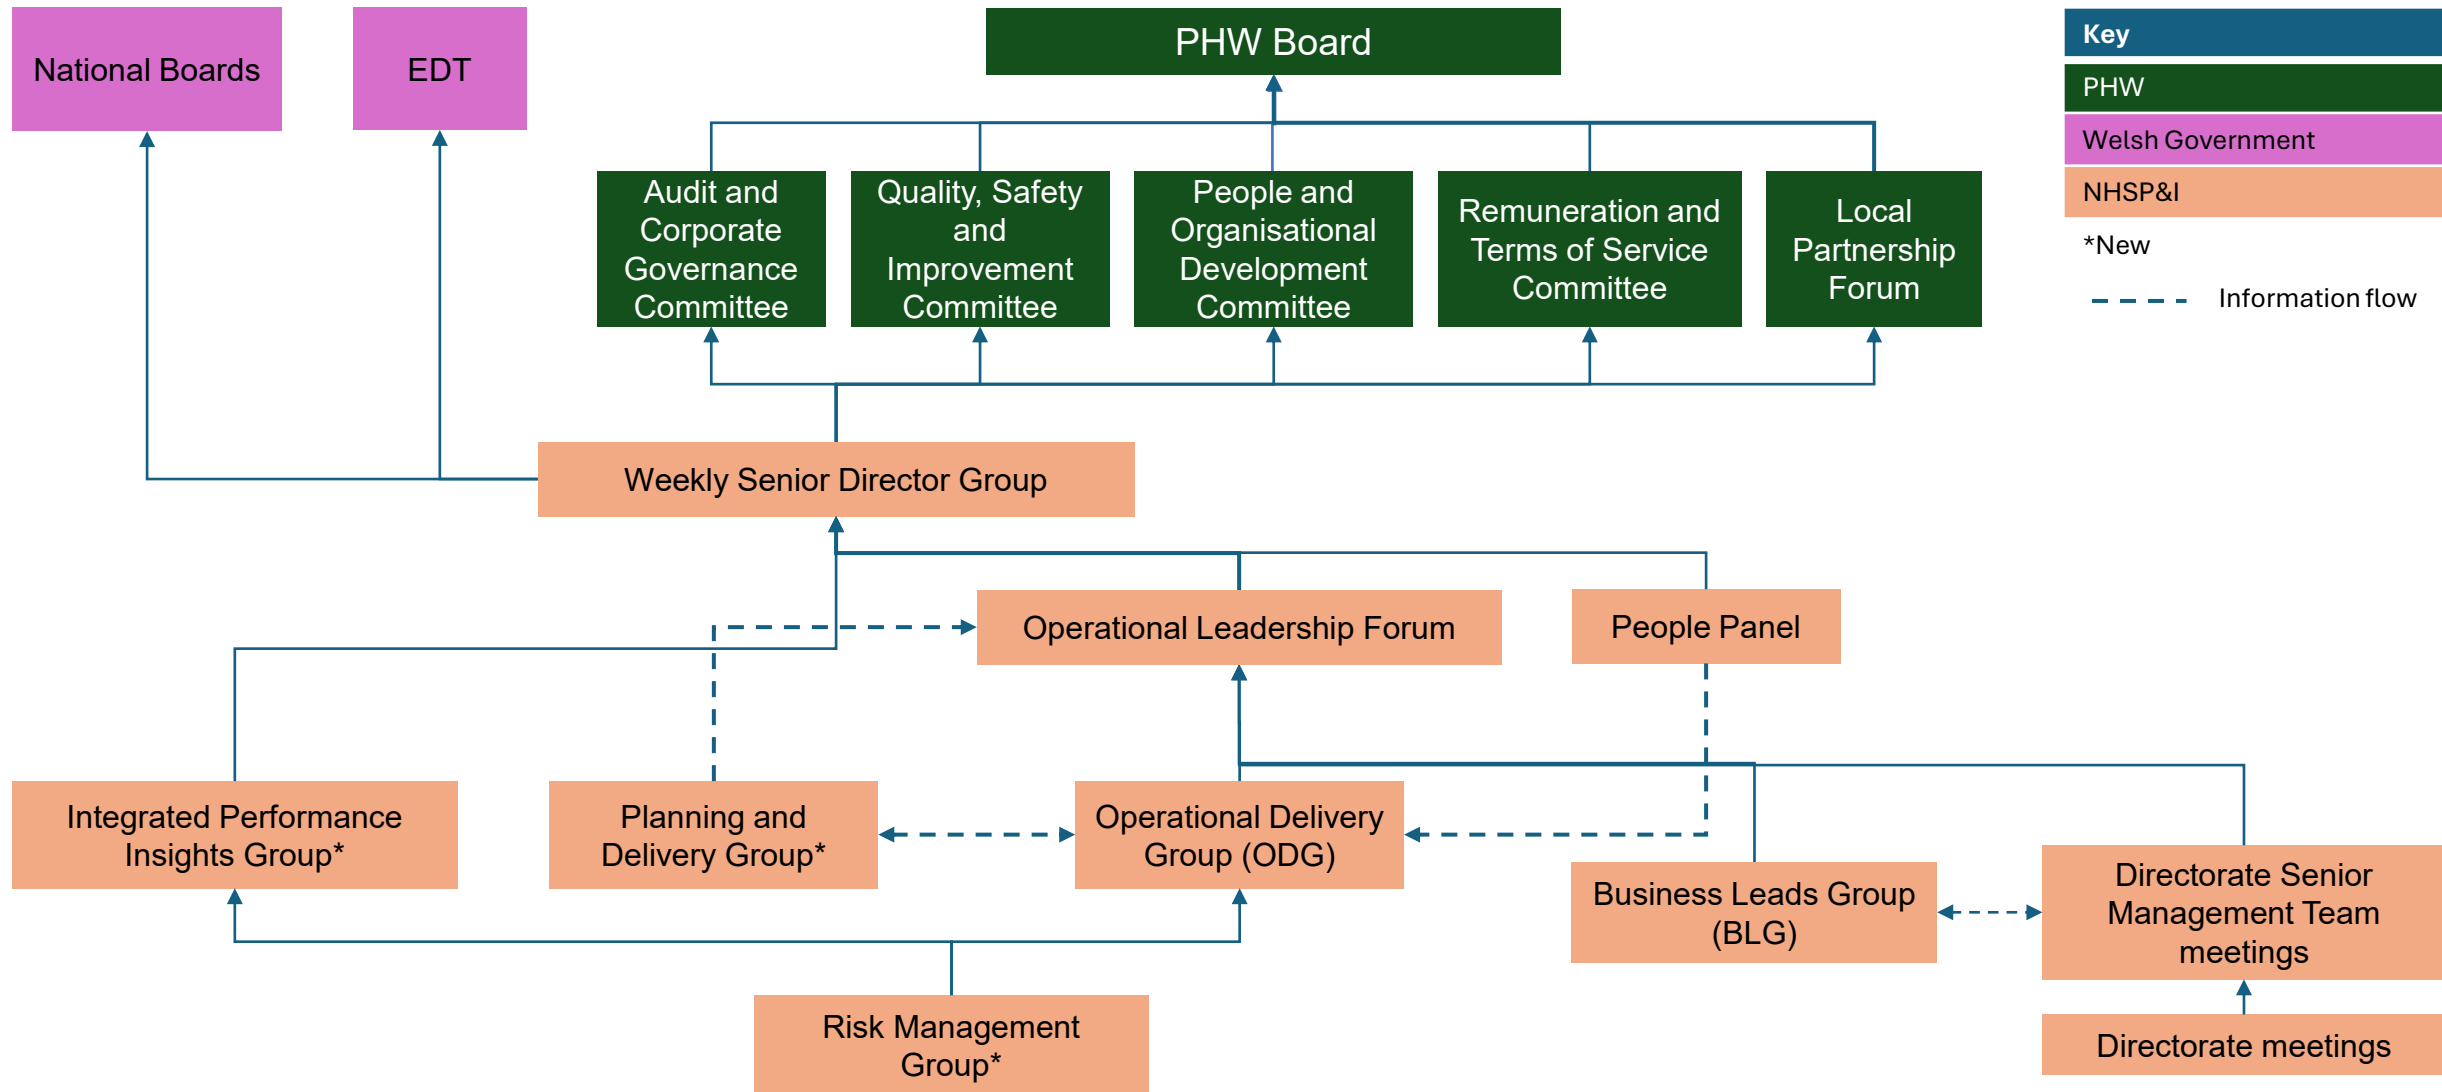 National Boards
EDT
PHW Board
Key
PHW
Welsh Government
NHSP&I
*New
Information flow
Audit and
Corporate
Governance
Committee
Quality, Safety
and
Improvement
Committee
People and
Organisational
Development
Committee
Remuneration and
Terms of Service
Committee
Local
Partnership
Forum
Weekly Senior Director Group
Operational Leadership Forum
People Panel
Integrated Performance
Insights Group*
Planning and
Delivery Group*
Operational Delivery
Group (ODG)
Business Leads Group
(BLG)
Directorate Senior
Management Team
meetings
Risk Management
Group*
Directorate meetings